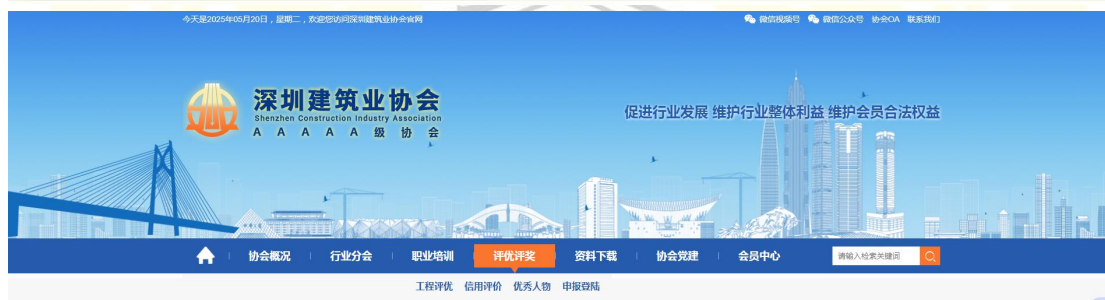 今天是2025年05月20日，星期二，欢迎您访问深圳建筑业协会官网
微信视频号 微信公众号 协会OA 联系我们
深圳建筑业协会
Shenzhen Construction Industry Association
AAAAA级协会
促进行业发展 维护行业整体利益 维护会员合法权益
协会概况 行业分会 职业培训 评优评奖 资料下载 协会党建 会员中心 请输入检索关键词
工程评优 信用评价 优秀人物 申报登陆